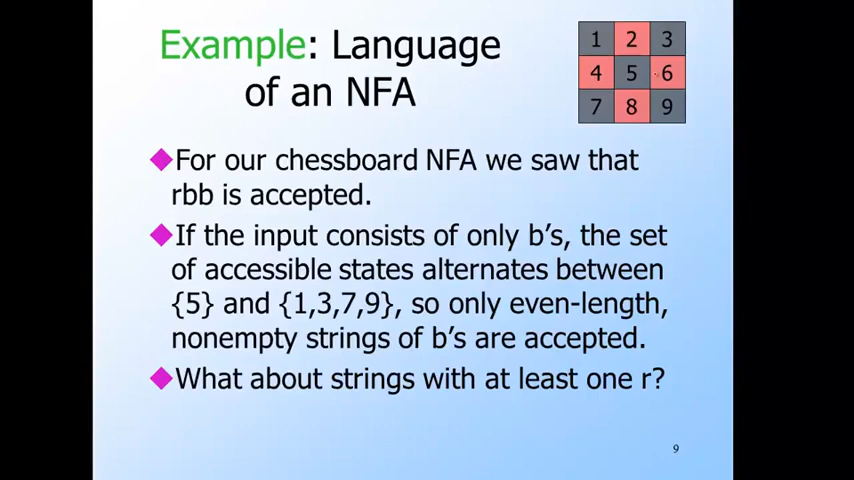 Example: Language
of an NFA
1 2 3
4 5 6
7 8 9
◆For our chessboard NFA we saw that
rbb is accepted.
◆If the input consists of only b’s, the set
of accessible states alternates between
{5} and {1,3,7,9}, so only even-length,
nonempty strings of b’s are accepted.
◆What about strings with at least one r?
9